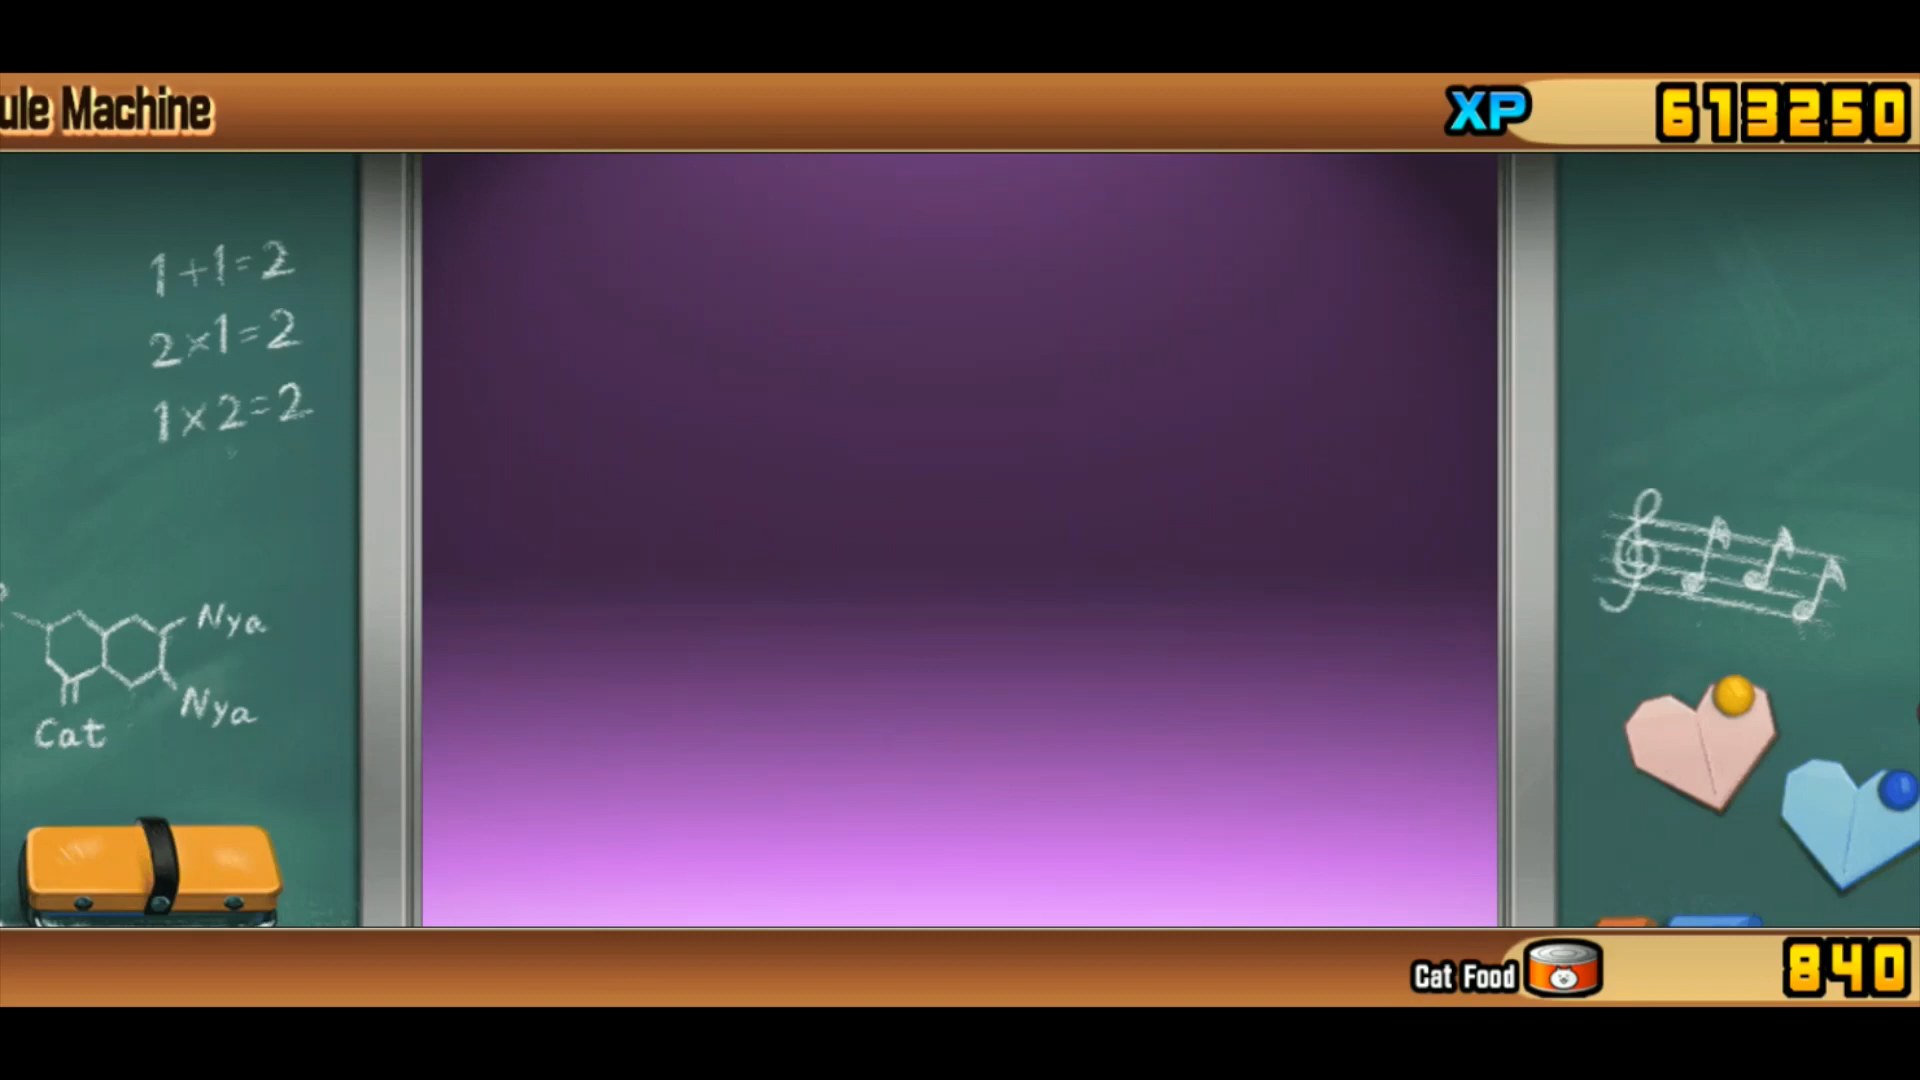 ule Machine
XP 613250
1+1=2
2×1=2
1×2=2
Nya
Nya
Cat
Cat Food 840